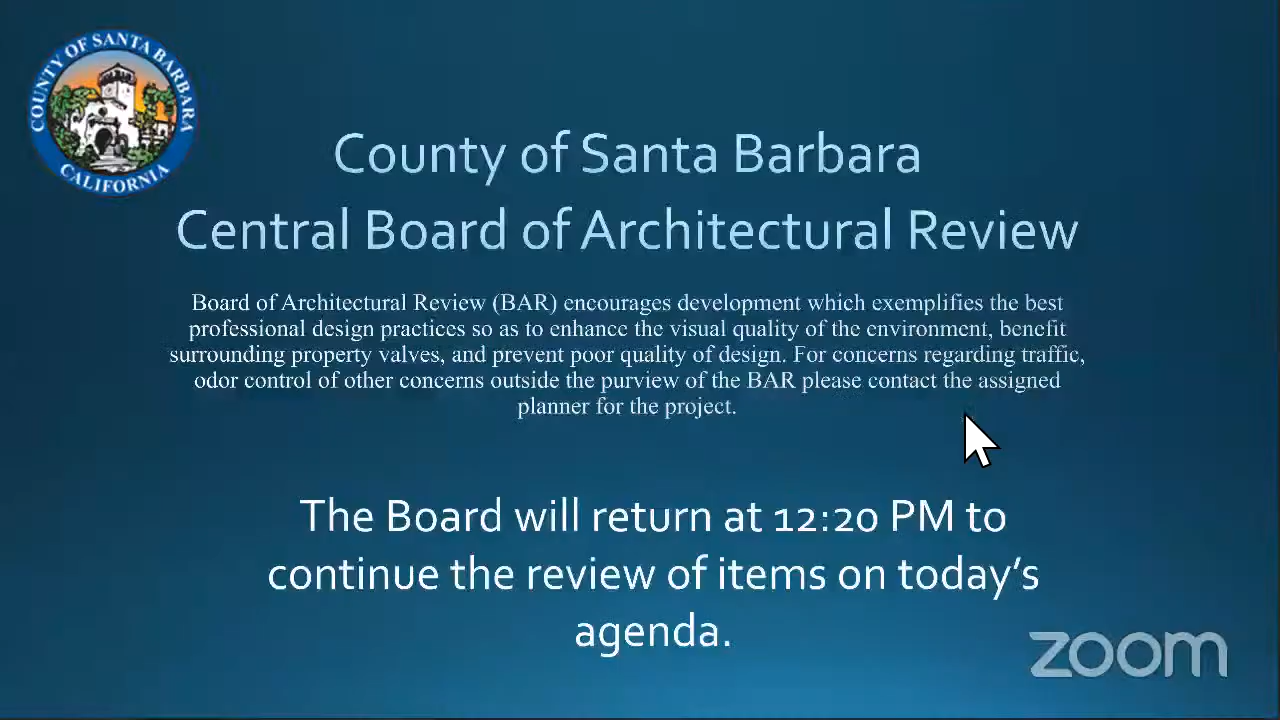 COUNTY OF SANTA BARBARA
CALIFORNIA
County of Santa Barbara
Central Board of Architectural Review
Board of Architectural Review (BAR) encourages development which exemplifies the best
professional design practices so as to enhance the visual quality of the environment, benefit
surrounding property valves, and prevent poor quality of design. For concerns regarding traffic,
odor control of other concerns outside the purview of the BAR please contact the assigned
planner for the project.
The Board will return at 12:20 PM to
continue the review of items on today’s
agenda.
zoom